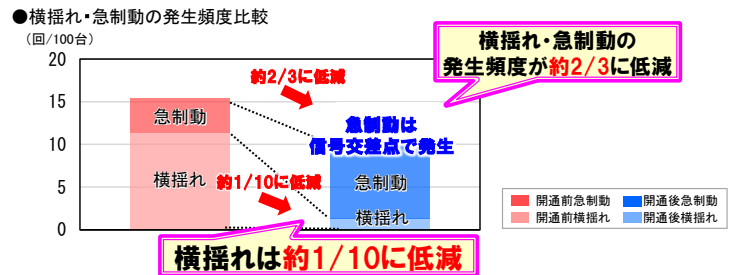 ●横揺れ・急制動の発生頻度比較
（回/100台）
横揺れ・急制動の
発生頻度が約2/3に低減
20
15
10
5
0
約2/3に低減
急制動
急制動は
信号交差点で発生
横揺れ
約1/10に低減
急制動
横揺れ
横揺れは約1/10に低減
開通前急制動 開通後急制動
開通前横揺れ 開通後横揺れ